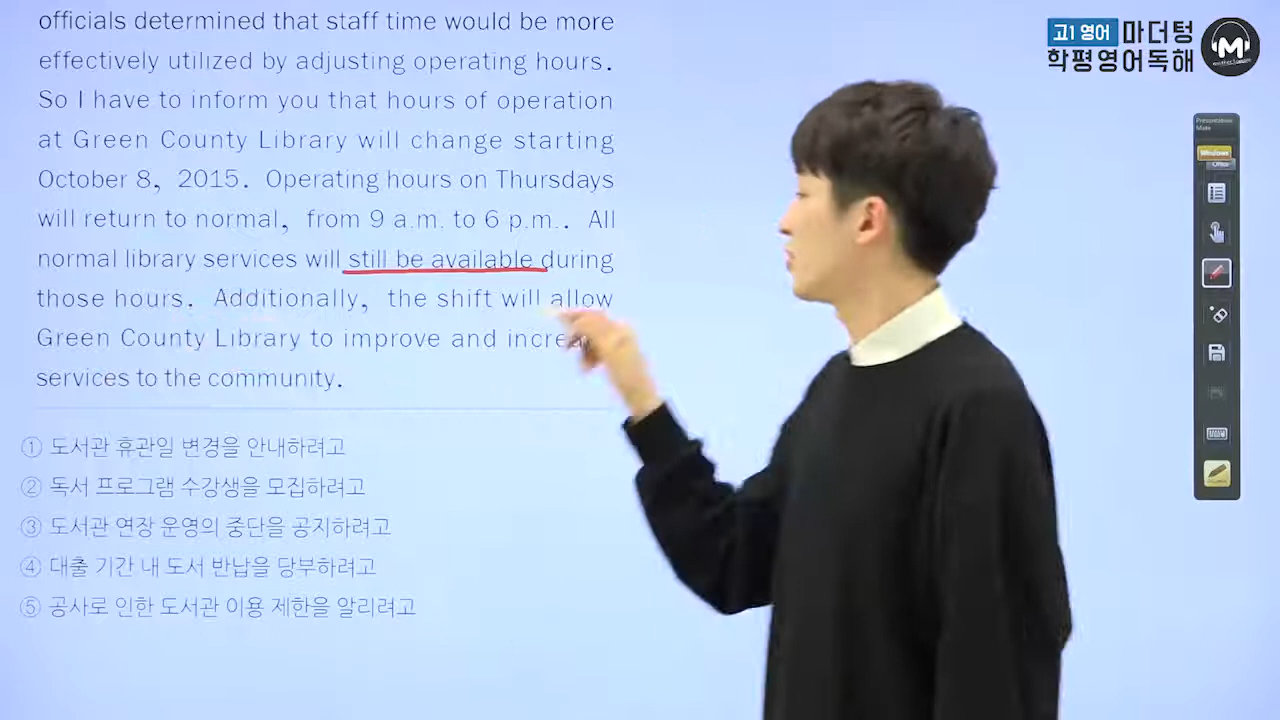 officials determined that staff time would be more
effectively utilized by adjusting operating hours.
So I have to inform you that hours of operation
at Green County Library will change starting
October 8, 2015. Operating hours on Thursdays
will return to normal, from 9 a.m. to 6 p.m.. All
normal library services will still be available during
those hours. Additionally, the shift will allow
Green County Library to improve and
services to the community.
① 도서관 휴관일 변경을 안내하려고
② 독서 프로그램 수강생을 모집하려고
③ 도서관 연장 운영의 중단을 공지하려고
④ 대출 기간 내 도서 반납을 당부하려고
⑤ 공사로 인한 도서관 이용 제한을 알리려고
고1 영어 마더텅
학평영어독해
M
Presentation
Mate
Windows
Office